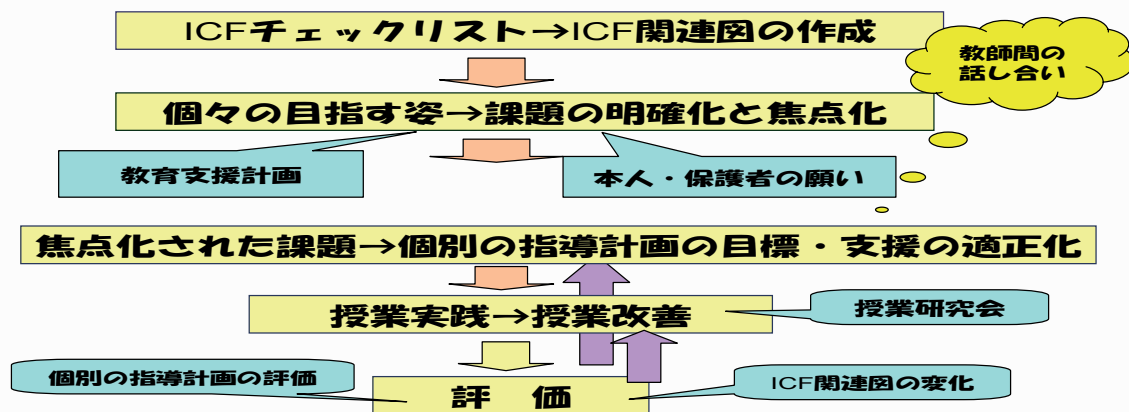 ICFチェックリスト→ICF関連図の作成
教師間の
話し合い
個々の目指す姿→課題の明確化と焦点化
教育支援計画
本人・保護者の願い
焦点化された課題→個別の指導計画の目標・支援の適正化
授業実践→授業改善
授業研究会
個別の指導計画の評価
評 価
ICF関連図の変化